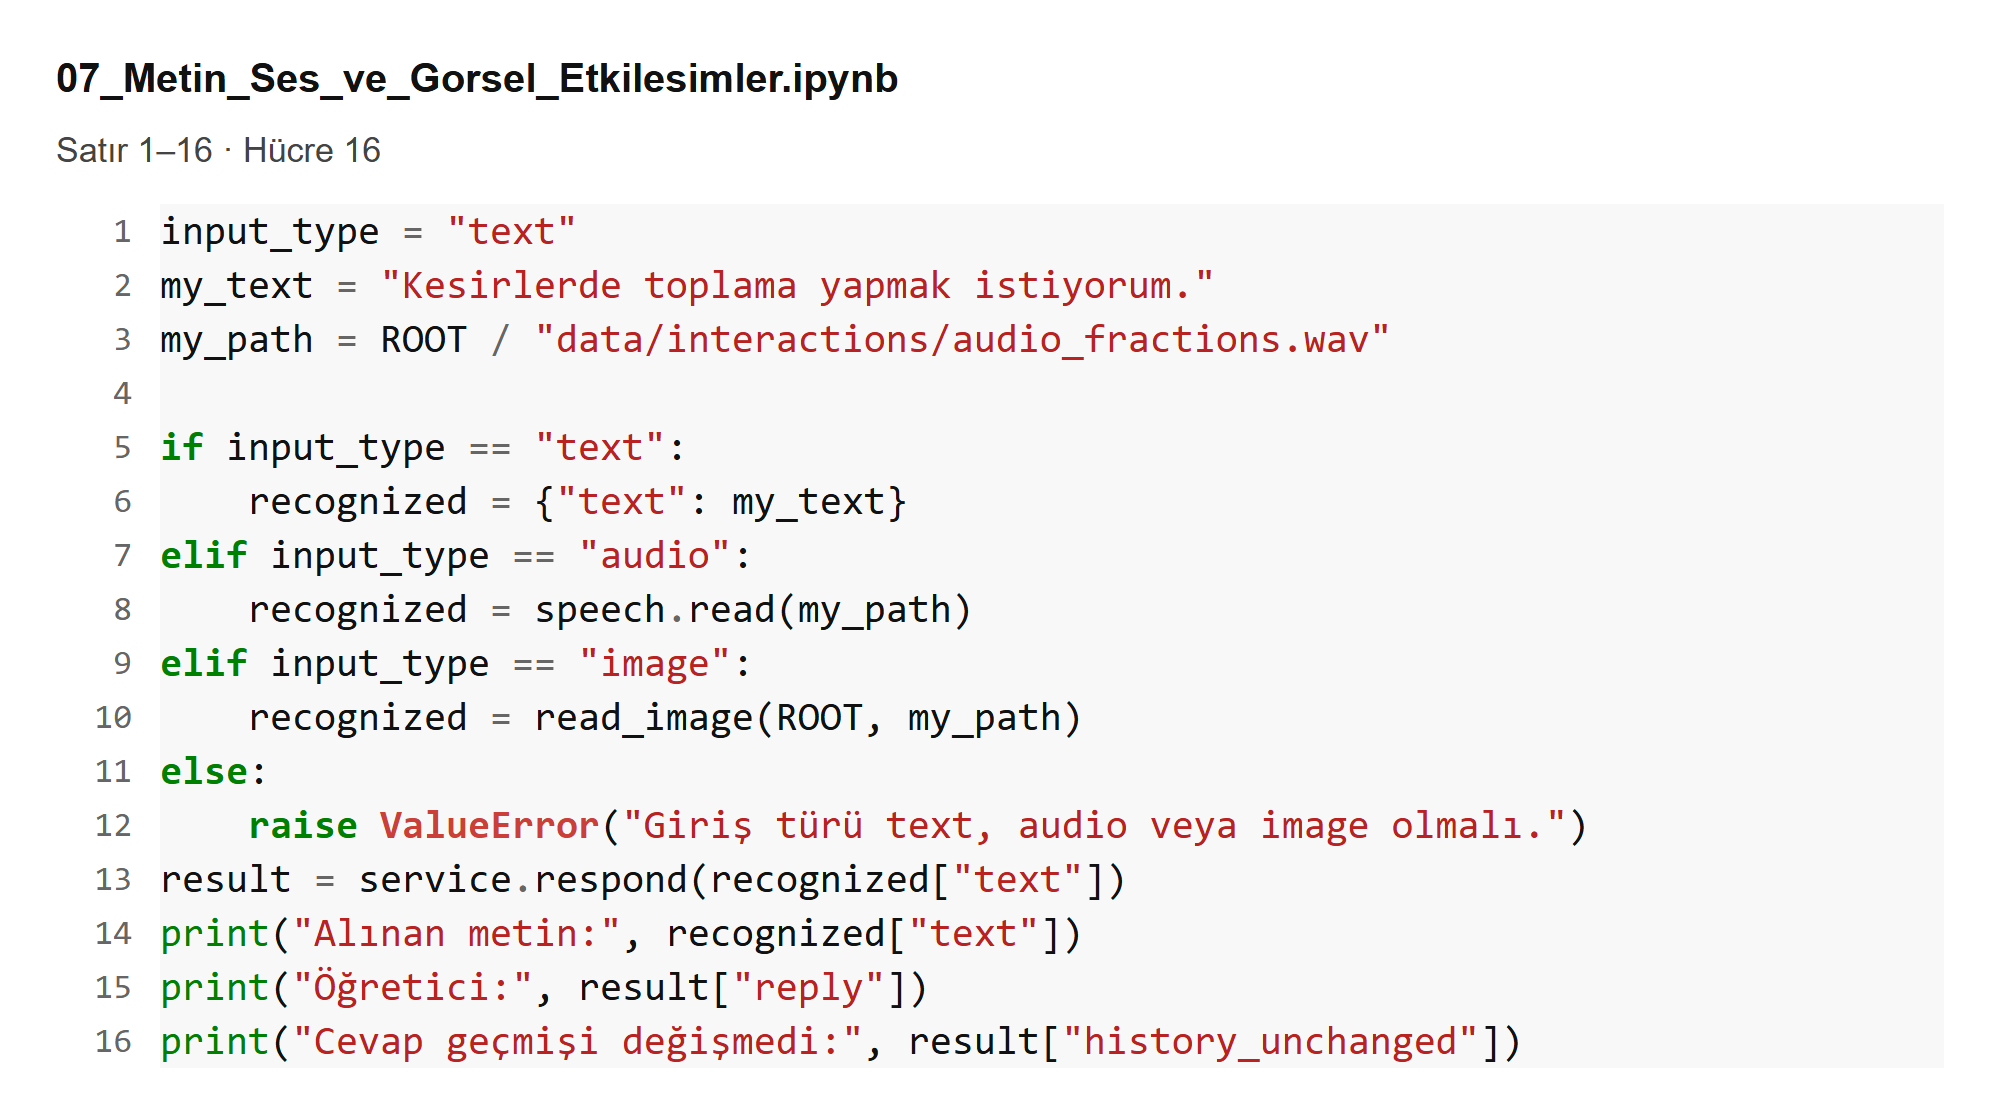 07_Metin_Ses_ve_Gorsel_Etkilesimler.ipynb
Satır 1–16 · Hücre 16
1 input_type = "text"
2 my_text = "Kesirlerde toplama yapmak istiyorum."
3 my_path = ROOT / "data/interactions/audio_fractions.wav"
4
5 if input_type == "text":
6     recognized = {"text": my_text}
7 elif input_type == "audio":
8     recognized = speech.read(my_path)
9 elif input_type == "image":
10     recognized = read_image(ROOT, my_path)
11 else:
12     raise ValueError("Giriş türü text, audio veya image olmalı.")
13 result = service.respond(recognized["text"])
14 print("Alınan metin:", recognized["text"])
15 print("Öğretici:", result["reply"])
16 print("Cevap geçmişi değişmedi:", result["history_unchanged"])